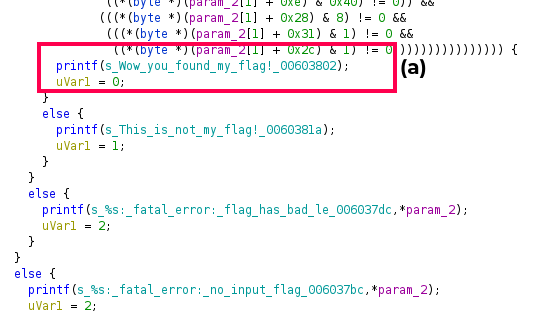 (((*(byte *)(param_2[1] + 0xe) & 0x40) != 0)) &&
(((*(byte *)(param_2[1] + 0x28) & 8) != 0 &&
(((*(byte *)(param_2[1] + 0x31) & 1) != 0 &&
((*(byte *)(param_2[1] + 0x2c) & 1) != 0))))))))))))))) {
printf(s_Wow_you_found_my_flag!_00603802);
(a)
uVar1 = 0;
}
else {
printf(s_This_is_not_my_flag!_0060381a);
uVar1 = 1;
}
}
else {
printf(s_%s:_fatal_error:_flag_has_bad_le_006037dc,*param_2);
uVar1 = 2;
}
}
else {
printf(s_%s:_fatal_error:_no_input_flag_006037bc,*param_2);
uVar1 = 2;